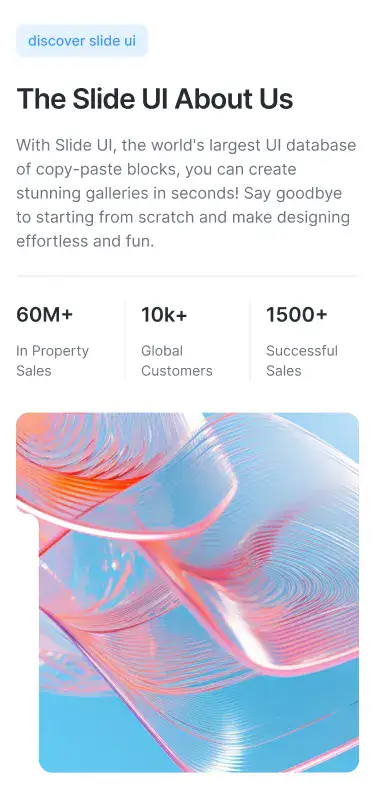 discover slide ui
The Slide UI About Us
With Slide UI, the world's largest UI database
of copy-paste blocks, you can create
stunning galleries in seconds! Say goodbye
to starting from scratch and make designing
effortless and fun.
60M+
In Property
Sales
10k+
Global
Customers
1500+
Successful
Sales